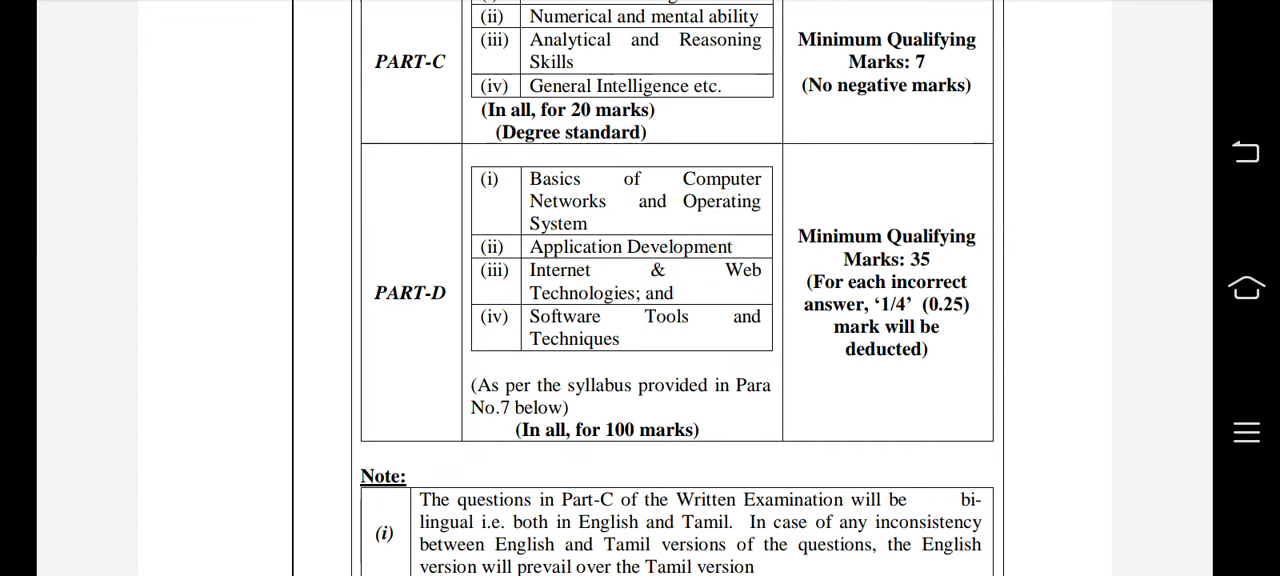 (ii) Numerical and mental ability
(iii) Analytical and Reasoning
Skills
(iv) General Intelligence etc.
(In all, for 20 marks)
(Degree standard)
PART-C
Minimum Qualifying
Marks: 7
(No negative marks)
(i) Basics of Computer
Networks and Operating
System
(ii) Application Development
(iii) Internet & Web
Technologies; and
(iv) Software Tools and
Techniques
(As per the syllabus provided in Para
No.7 below)
(In all, for 100 marks)
PART-D
Minimum Qualifying
Marks: 35
(For each incorrect
answer, ‘1/4’ (0.25)
mark will be
deducted)
Note:
(i)
The questions in Part-C of the Written Examination will be bi-
lingual i.e. both in English and Tamil. In case of any inconsistency
between English and Tamil versions of the questions, the English
version will prevail over the Tamil version